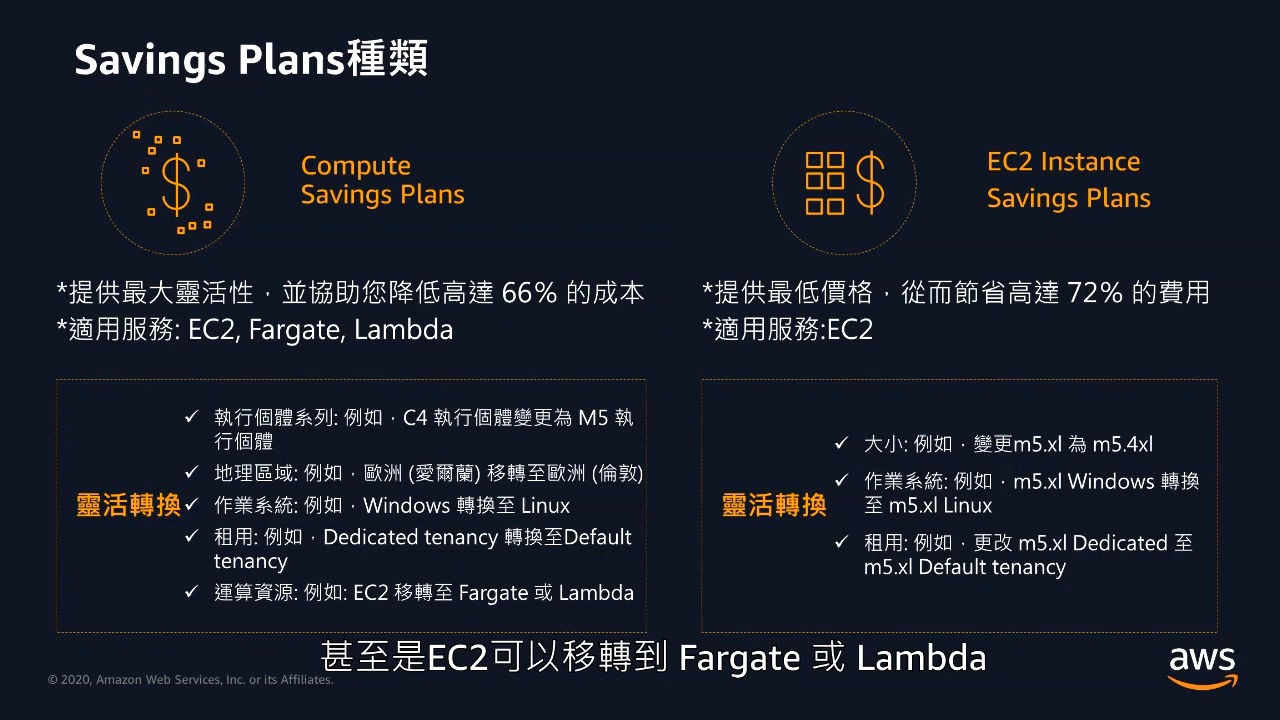 Savings Plans種類
Compute
Savings Plans
*提供最大靈活性，並協助您降低高達 66% 的成本
*適用服務: EC2, Fargate, Lambda
靈活轉換
✓ 執行個體系列: 例如，C4 執行個體變更為 M5 執
行個體
✓ 地理區域: 例如，歐洲 (愛爾蘭) 移轉至歐洲 (倫敦)
✓ 作業系統: 例如，Windows 轉換至 Linux
✓ 租用: 例如，Dedicated tenancy 轉換至Default
tenancy
✓ 運算資源: 例如: EC2 移轉至 Fargate 或 Lambda
EC2 Instance
Savings Plans
*提供最低價格，從而節省高達 72% 的費用
*適用服務:EC2
靈活轉換
✓ 大小: 例如，變更m5.xl 為 m5.4xl
✓ 作業系統: 例如，m5.xl Windows 轉換
至 m5.xl Linux
✓ 租用: 例如，更改 m5.xl Dedicated 至
m5.xl Default tenancy
甚至是EC2可以移轉到 Fargate 或 Lambda
© 2020, Amazon Web Services, Inc. or its Affiliates.
aws